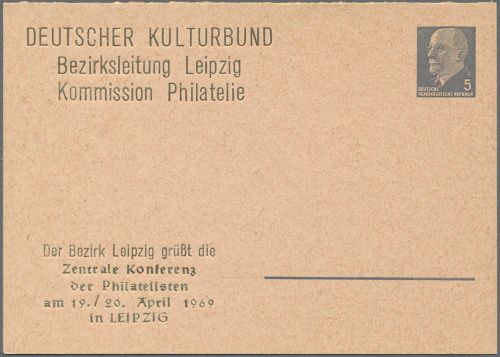 DEUTSCHER KULTURBUND
Bezirksleitung Leipzig
Kommission Philatelie
5
DEUTSCHE
DEMOKRATISCHE REPUBLIK
Der Bezirk Leipzig grüßt die
Zentrale Konferenz
der Philatelisten
am 19./20. April 1969
in LEIPZIG